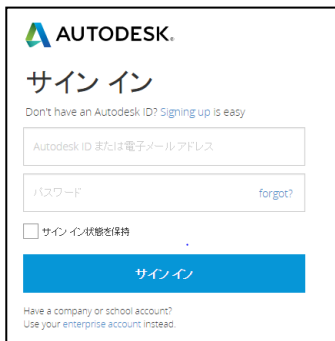 AUTODESK®
サイン イン
Don't have an Autodesk ID? Signing up is easy
Autodesk ID または電子メール アドレス
パスワード forgot?
サイン イン状態を保持
サイン イン
Have a company or school account?
Use your enterprise account instead.